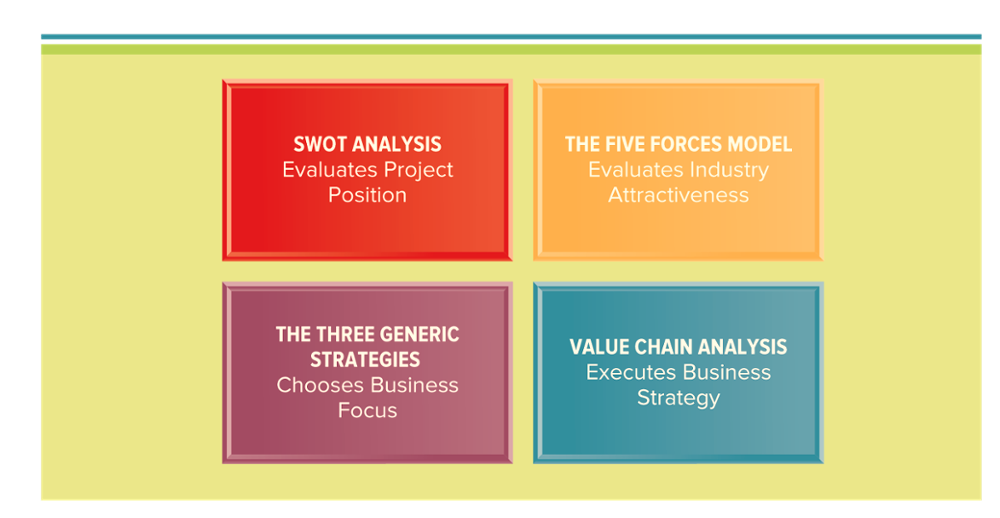 SWOT ANALYSIS
Evaluates Project
Position
THE FIVE FORCES MODEL
Evaluates Industry
Attractiveness
THE THREE GENERIC
STRATEGIES
Chooses Business
Focus
VALUE CHAIN ANALYSIS
Executes Business
Strategy